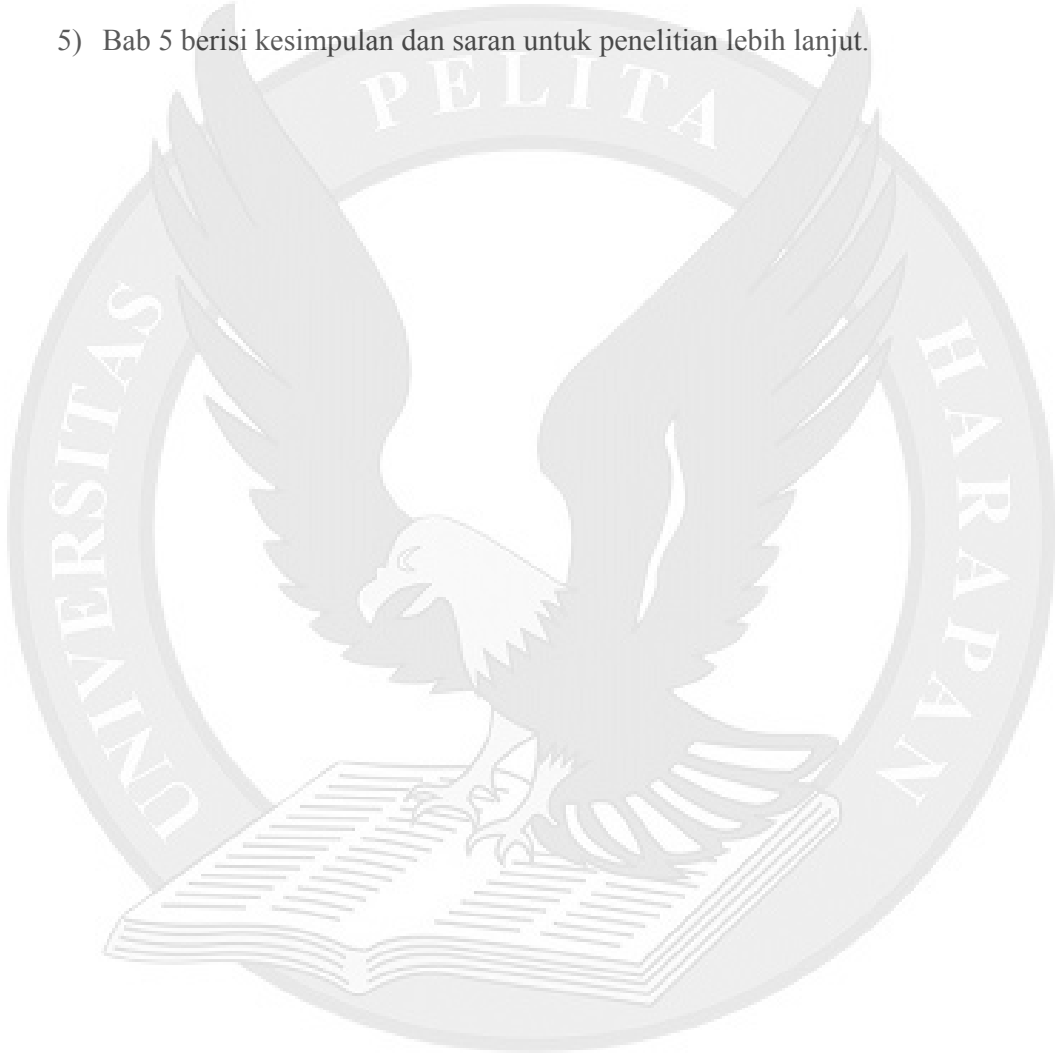 5) Bab 5 berisi kesimpulan dan saran untuk penelitian lebih lanjut.
UNIVERSITAS PELITA HARAPAN